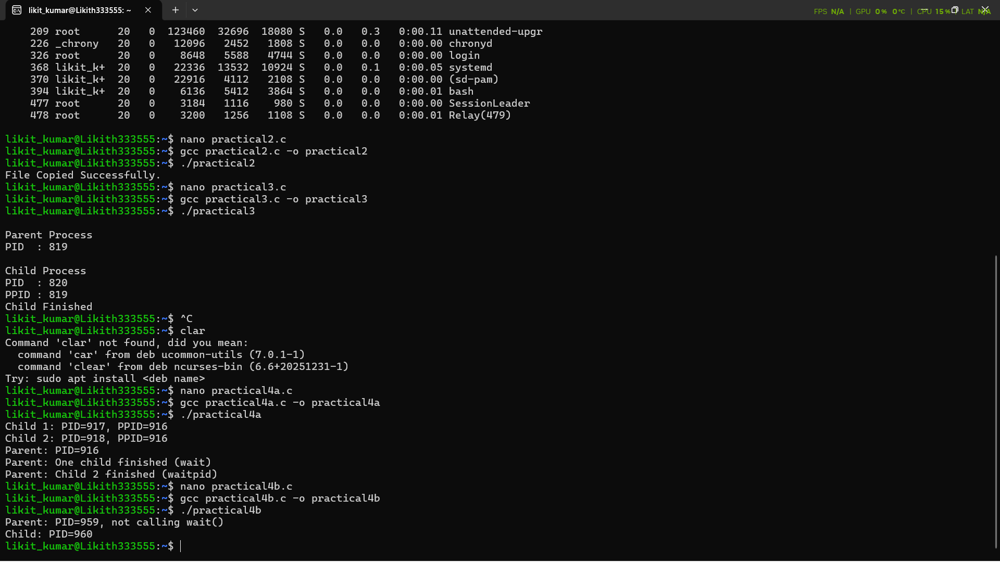 likit_kumar@Likith333555: ~
FPS N/A | GPU 0% 0°C | CPU 15% | LAT N/A
209 root 20 0 123460 32696 18080 S 0.0 0.3 0:00.11 unattended-upgr
226 _chrony 20 0 12096 2452 1808 S 0.0 0.0 0:00.00 chronyd
326 root 20 0 8648 5588 4744 S 0.0 0.0 0:00.00 login
368 likit_k+ 20 0 22336 13532 10924 S 0.0 0.1 0:00.05 systemd
370 likit_k+ 20 0 22916 4112 2108 S 0.0 0.0 0:00.00 (sd-pam)
394 likit_k+ 20 0 6136 5412 3864 S 0.0 0.0 0:00.01 bash
477 root 20 0 3184 1116 980 S 0.0 0.0 0:00.00 SessionLeader
478 root 20 0 3200 1256 1108 S 0.0 0.0 0:00.01 Relay(479)
likit_kumar@Likith333555:~$ nano practical2.c
likit_kumar@Likith333555:~$ gcc practical2.c -o practical2
likit_kumar@Likith333555:~$ ./practical2
File Copied Successfully.
likit_kumar@Likith333555:~$ nano practical3.c
likit_kumar@Likith333555:~$ gcc practical3.c -o practical3
likit_kumar@Likith333555:~$ ./practical3
Parent Process
PID  : 819
Child Process
PID  : 820
PPID : 819
Child Finished
likit_kumar@Likith333555:~$ ^C
likit_kumar@Likith333555:~$ clar
Command 'clar' not found, did you mean:
  command 'car' from deb ucommon-utils (7.0.1-1)
  command 'clear' from deb ncurses-bin (6.6+20251231-1)
Try: sudo apt install <deb name>
likit_kumar@Likith333555:~$ nano practical4a.c
likit_kumar@Likith333555:~$ gcc practical4a.c -o practical4a
likit_kumar@Likith333555:~$ ./practical4a
Child 1: PID=917, PPID=916
Child 2: PID=918, PPID=916
Parent: PID=916
Parent: One child finished (wait)
Parent: Child 2 finished (waitpid)
likit_kumar@Likith333555:~$ nano practical4b.c
likit_kumar@Likith333555:~$ gcc practical4b.c -o practical4b
likit_kumar@Likith333555:~$ ./practical4b
Parent: PID=959, not calling wait()
Child: PID=960
likit_kumar@Likith333555:~$